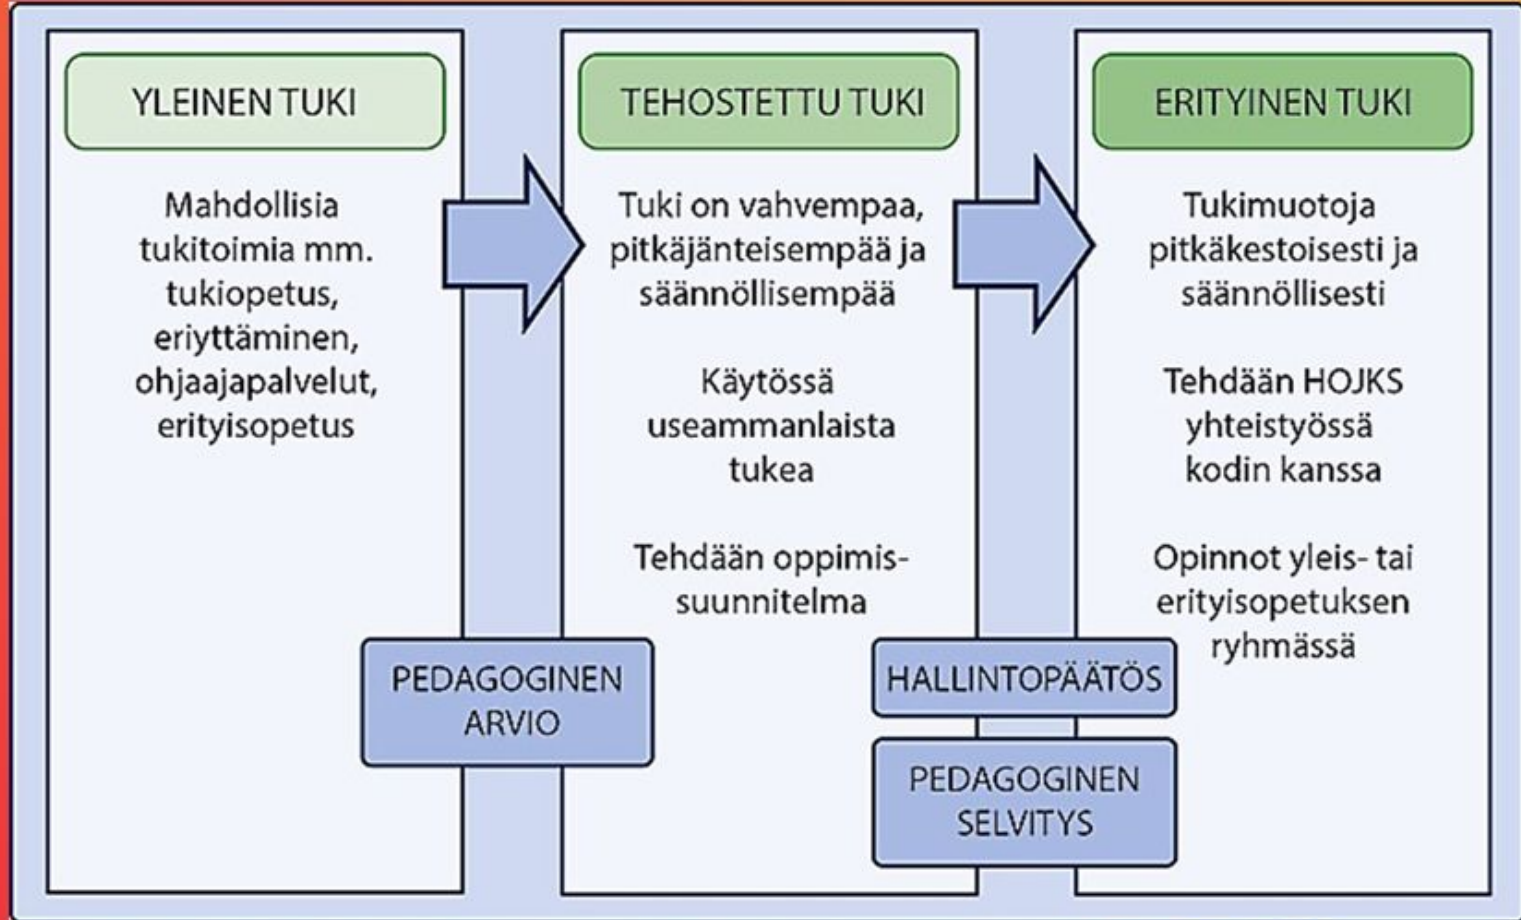 YLEINEN TUKI
Mahdollisia
tukitoimia mm.
tukiopetus,
eriyttäminen,
ohjaajapalvelut,
erityisopetus
PEDAGOGINEN
ARVIO
TEHOSTETTU TUKI
Tuki on vahvempaa,
pitkäjänteisempää ja
säännöllisempää
Käytössä
useammanlaista
tukea
Tehdään oppimis-
suunnitelma
HALLINTOPÄÄTÖS
PEDAGOGINEN
SELVITYS
ERITYINEN TUKI
Tukimuotoja
pitkäkestoisesti ja
säännöllisesti
Tehdään HOJKS
yhteistyössä
kodin kanssa
Opinnot yleis- tai
erityisopetuksen
ryhmässä